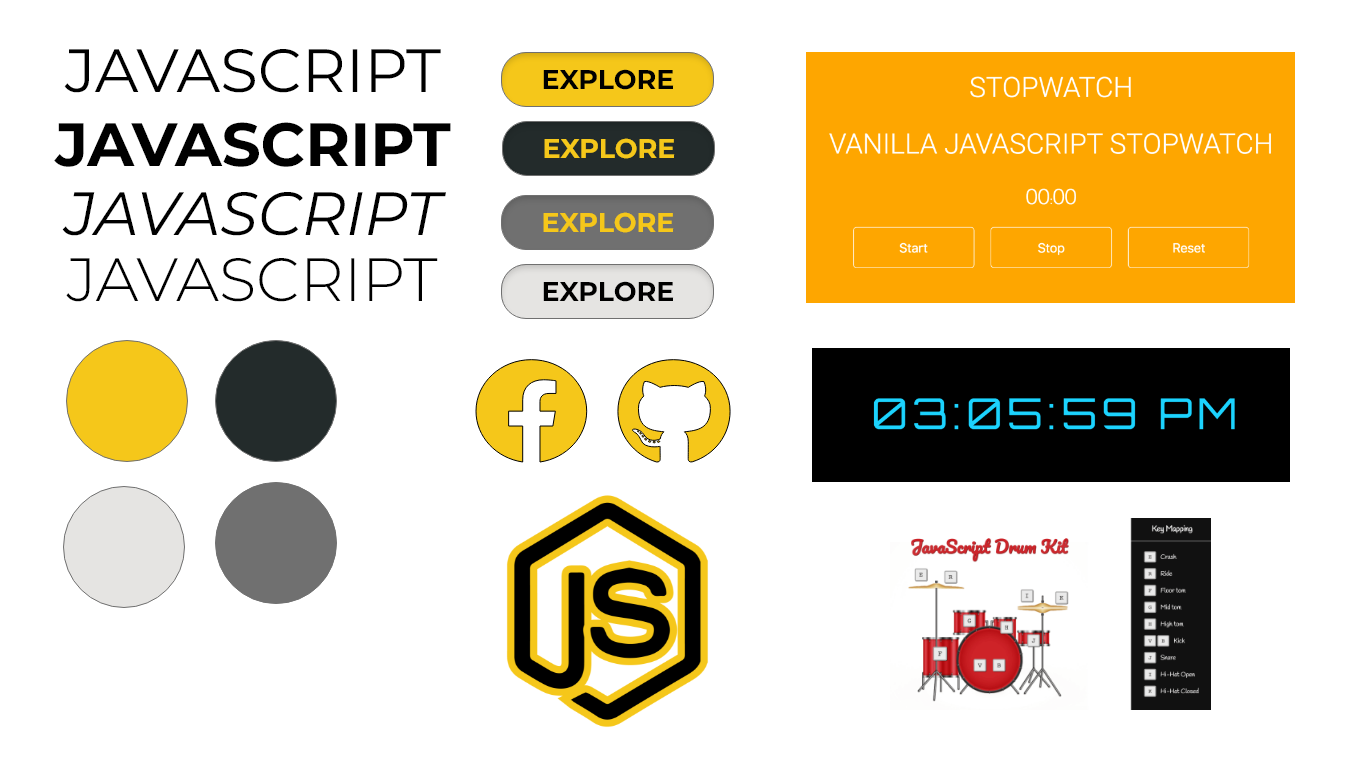 JAVASCRIPT
JAVASCRIPT
JAVASCRIPT
JAVASCRIPT
EXPLORE
EXPLORE
EXPLORE
EXPLORE
JS
STOPWATCH
VANILLA JAVASCRIPT STOPWATCH
00:00
Start Stop Reset
03:05:59 PM
JavaScript Drum Kit
E R
I K
G H
F J
V B
Key Mapping
Crash
R Ride
F Floor tom
G Mid tom
H High tom
V B Kick
J Snare
I Hi-Hat Open
K Hi-Hat Closed